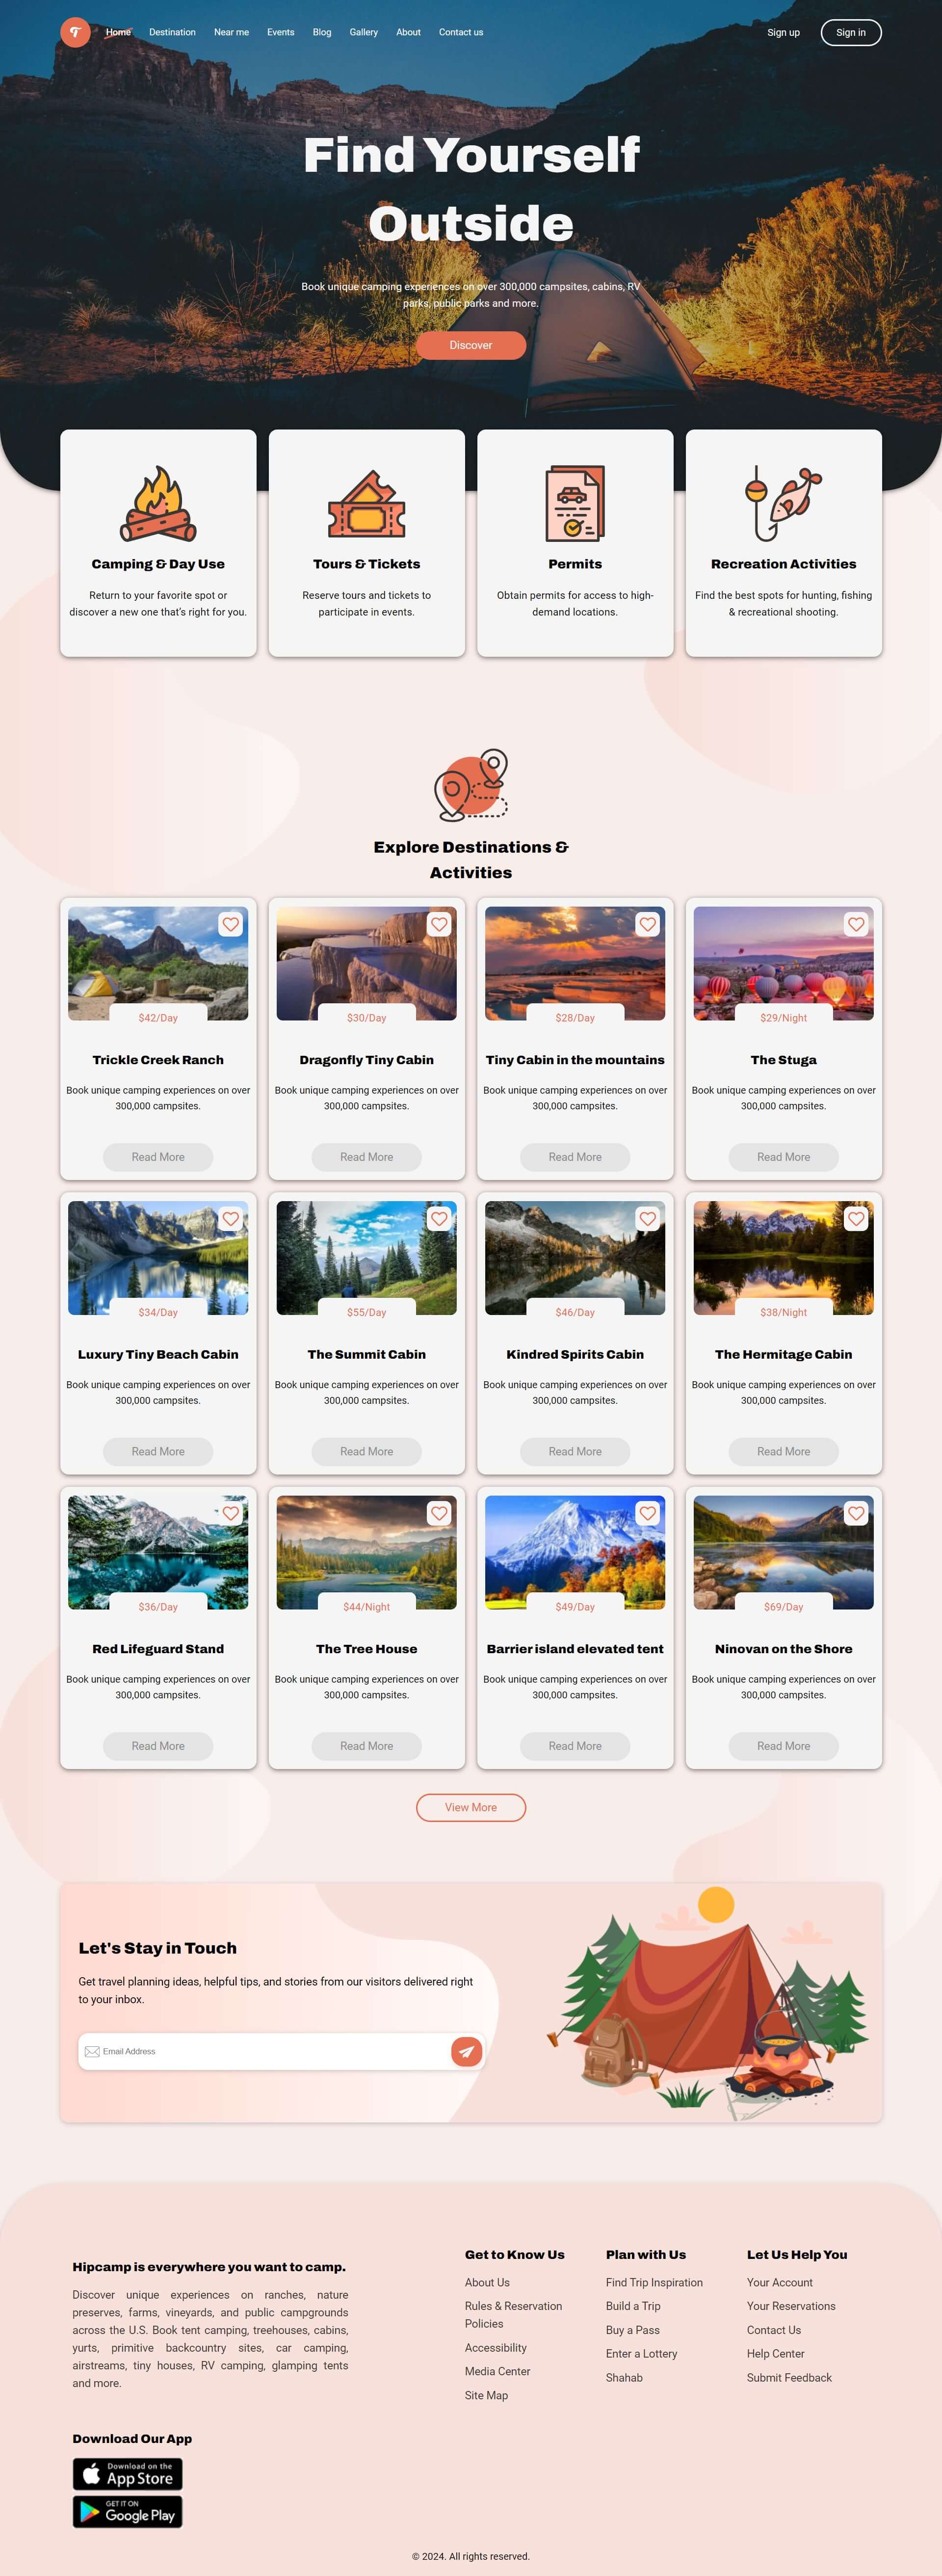 Home
Destination
Near me
Events
Blog
Gallery
About
Contact us
Sign up
Sign in
Find Yourself
Outside
Book unique camping experiences on over 300,000 campsites, cabins, RV
parks, public parks and more.
Discover
Camping & Day Use
Return to your favorite spot or
discover a new one that's right for you.
Tours & Tickets
Reserve tours and tickets to
participate in events.
Permits
Obtain permits for access to high-
demand locations.
Recreation Activities
Find the best spots for hunting, fishing
& recreational shooting.
Explore Destinations &
Activities
$42/Day
Trickle Creek Ranch
Book unique camping experiences on over
300,000 campsites.
Read More
$30/Day
Dragonfly Tiny Cabin
Book unique camping experiences on over
300,000 campsites.
Read More
$28/Day
Tiny Cabin in the mountains
Book unique camping experiences on over
300,000 campsites.
Read More
$29/Night
The Stuga
Book unique camping experiences on over
300,000 campsites.
Read More
$34/Day
Luxury Tiny Beach Cabin
Book unique camping experiences on over
300,000 campsites.
Read More
$55/Day
The Summit Cabin
Book unique camping experiences on over
300,000 campsites.
Read More
$46/Day
Kindred Spirits Cabin
Book unique camping experiences on over
300,000 campsites.
Read More
$38/Night
The Hermitage Cabin
Book unique camping experiences on over
300,000 campsites.
Read More
$36/Day
Red Lifeguard Stand
Book unique camping experiences on over
300,000 campsites.
Read More
$44/Night
The Tree House
Book unique camping experiences on over
300,000 campsites.
Read More
$49/Day
Barrier island elevated tent
Book unique camping experiences on over
300,000 campsites.
Read More
$69/Day
Ninovan on the Shore
Book unique camping experiences on over
300,000 campsites.
Read More
View More
Let's Stay in Touch
Get travel planning ideas, helpful tips, and stories from our visitors delivered right
to your inbox.
Email Address
Hipcamp is everywhere you want to camp.
Discover unique experiences on ranches, nature
preserves, farms, vineyards, and public campgrounds
across the U.S. Book tent camping, treehouses, cabins,
yurts, primitive backcountry sites, car camping,
airstreams, tiny houses, RV camping, glamping tents
and more.
Download Our App
Download on the
App Store
GET IT ON
Google Play
Get to Know Us
About Us
Rules & Reservation
Policies
Accessibility
Media Center
Site Map
Plan with Us
Find Trip Inspiration
Build a Trip
Buy a Pass
Enter a Lottery
Shahab
Let Us Help You
Your Account
Your Reservations
Contact Us
Help Center
Submit Feedback
© 2024. All rights reserved.